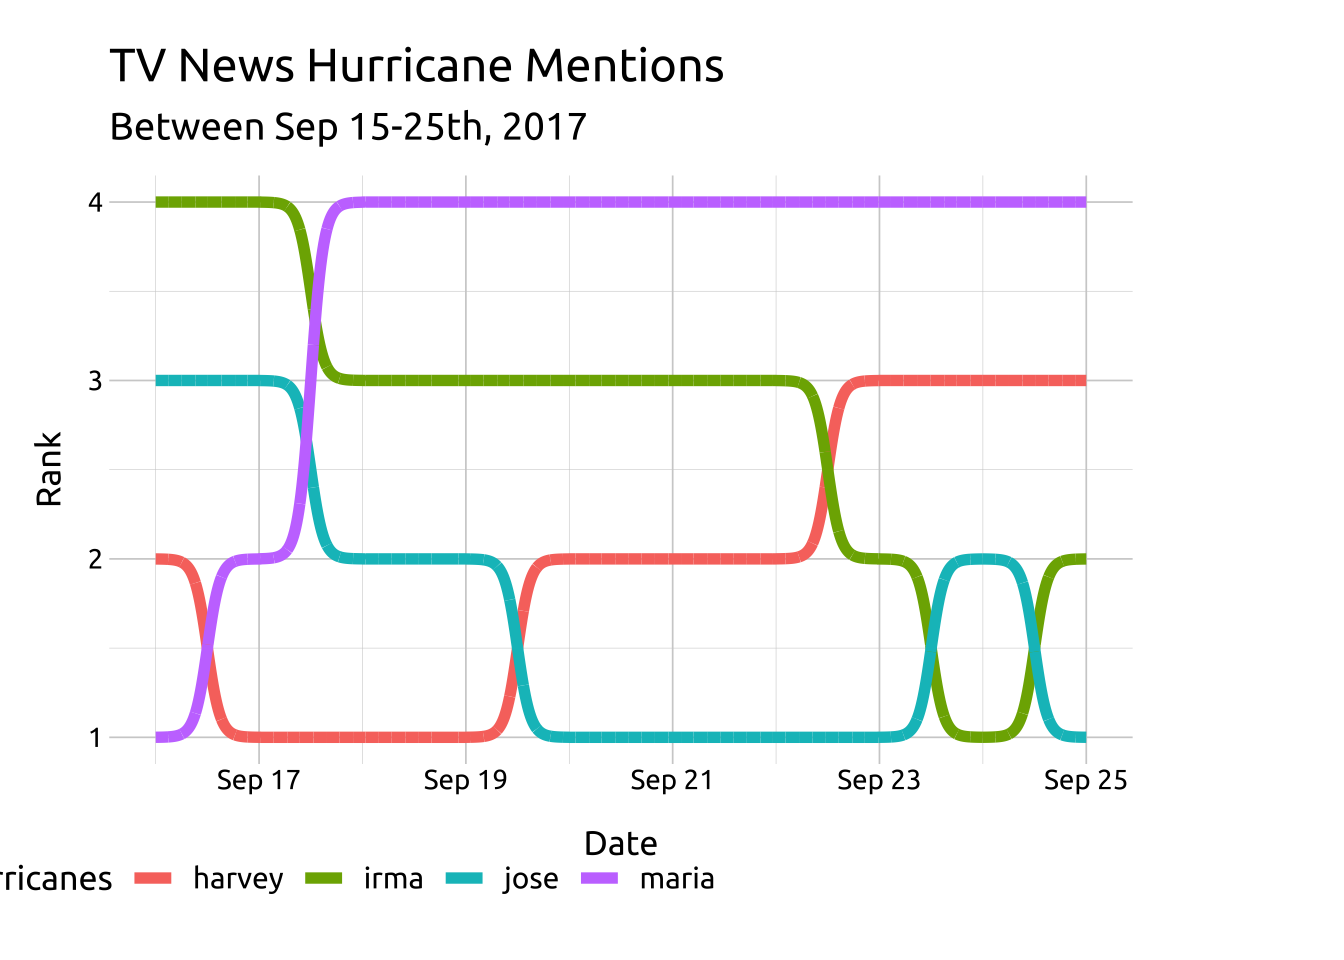 TV News Hurricane Mentions
Between Sep 15-25th, 2017
4
3
2
1
Rank
Sep 17 Sep 19 Sep 21 Sep 23 Sep 25
Date
rricanes harvey irma jose maria